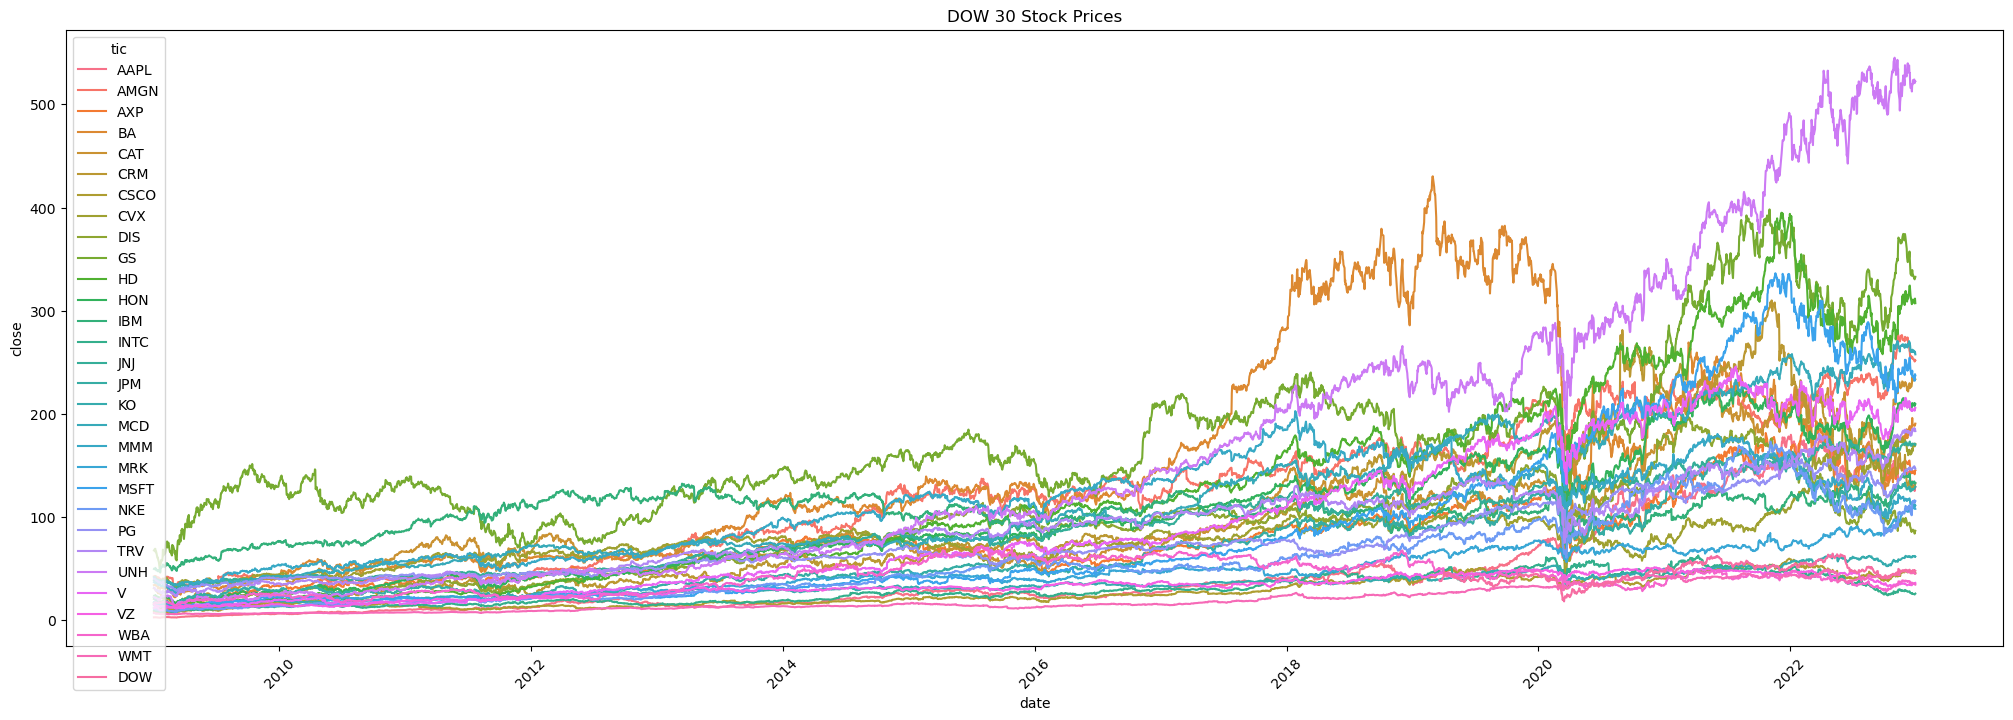 DOW 30 Stock Prices
tic
AAPL
AMGN
AXP
BA
CAT
CRM
CSCO
CVX
DIS
GS
HD
HON
IBM
INTC
JNJ
JPM
KO
MCD
MMM
MRK
MSFT
NKE
PG
TRV
UNH
V
VZ
WBA
WMT
DOW
close
500
400
300
200
100
0
2010
2012
2014
2016
2018
2020
2022
date